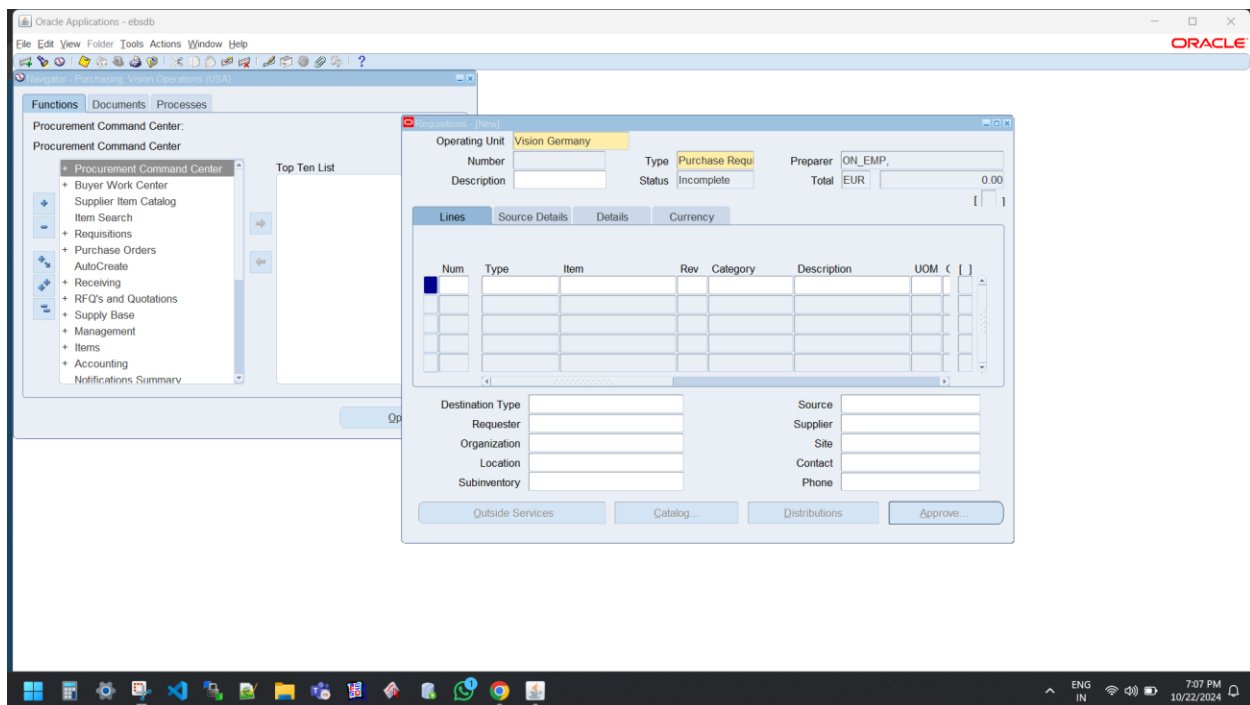 Oracle Applications - ebsdb
File Edit View Folder Tools Actions Window Help
ORACLE
Navigator - Purchasing, Vision Operations (USA)
Functions Documents Processes
Procurement Command Center:
Procurement Command Center
+ Procurement Command Center
+ Buyer Work Center
Supplier Item Catalog
Item Search
+ Requisitions
+ Purchase Orders
AutoCreate
+ Receiving
+ RFQ's and Quotations
+ Supply Base
+ Management
+ Items
+ Accounting
Notifications Summary
Top Ten List
Op
Requisitions - [New]
Operating Unit Vision Germany
Number Type Purchase Requi Preparer ON_EMP,
Description Status Incomplete Total EUR 0.00
[ ]
Lines Source Details Details Currency
Num Type Item Rev Category Description UOM ( [ ]
Destination Type Source
Requester Supplier
Organization Site
Location Contact
Subinventory Phone
Outside Services Catalog... Distributions Approve...
1
ENG
IN
7:07 PM
10/22/2024